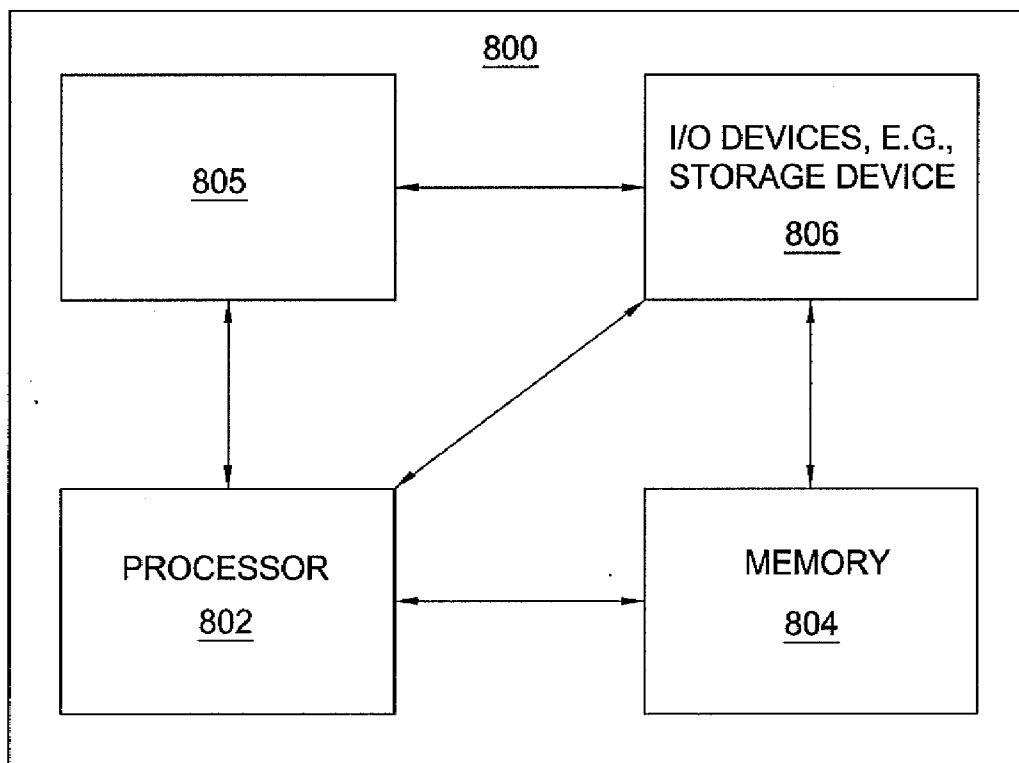 800
805
I/O DEVICES, E.G.,
STORAGE DEVICE
806
PROCESSOR
802
MEMORY
804